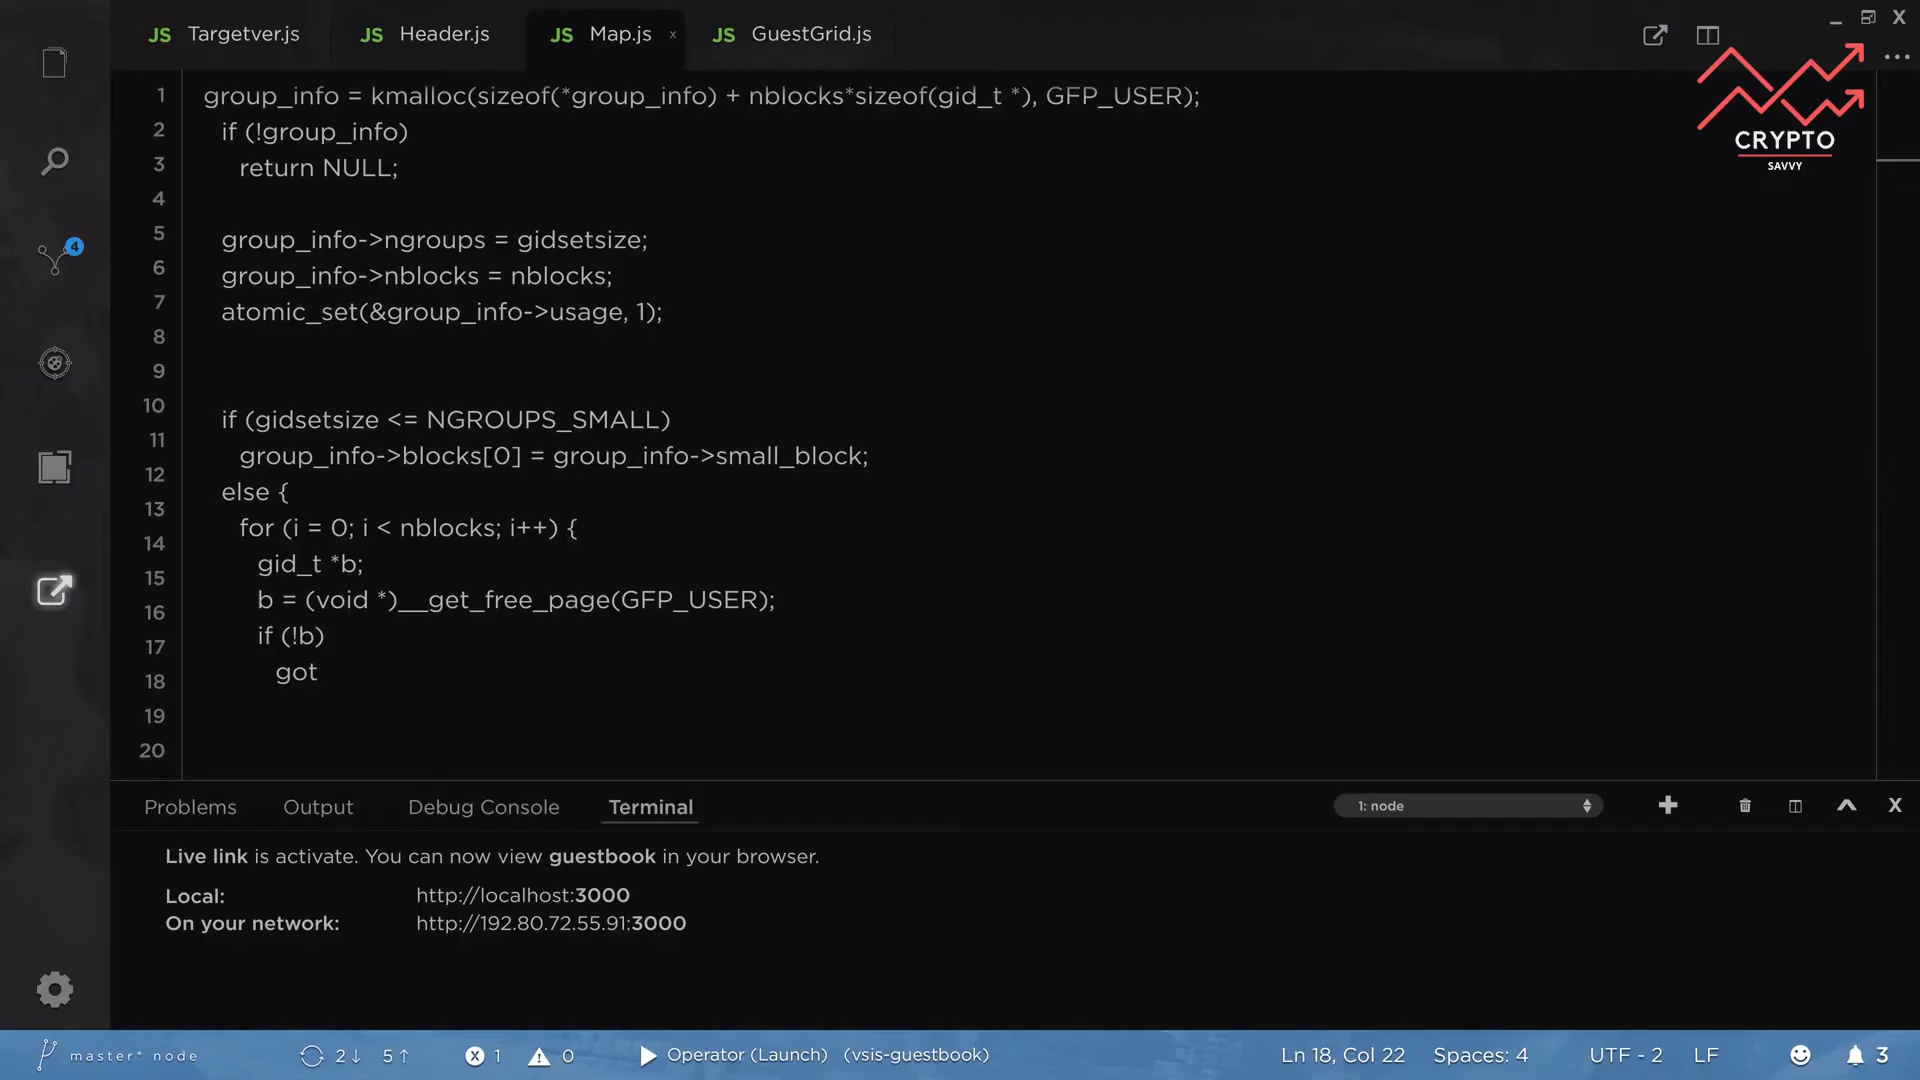 JS Targetver.js JS Header.js JS Map.js x JS GuestGrid.js
X
CRYPTO
SAVVY
1 group_info = kmalloc(sizeof(*group_info) + nblocks*sizeof(gid_t *), GFP_USER);
2 if (!group_info)
3 return NULL;
4
5 group_info->ngroups = gidsetsize;
6 group_info->nblocks = nblocks;
7 atomic_set(&group_info->usage, 1);
8
9
10 if (gidsetsize <= NGROUPS_SMALL)
11 group_info->blocks[0] = group_info->small_block;
12 else {
13 for (i = 0; i < nblocks; i++) {
14 gid_t *b;
15 b = (void *)__get_free_page(GFP_USER);
16 if (!b)
17 got
18
19
20
4
Problems Output Debug Console Terminal 1: node X
Live link is activate. You can now view guestbook in your browser.
Local: http://localhost:3000
On your network: http://192.80.72.55.91:3000
master* node 2↓ 5↑ X 1 0 Operator (Launch) (vsis-guestbook) Ln 18, Col 22 Spaces: 4 UTF - 2 LF 3